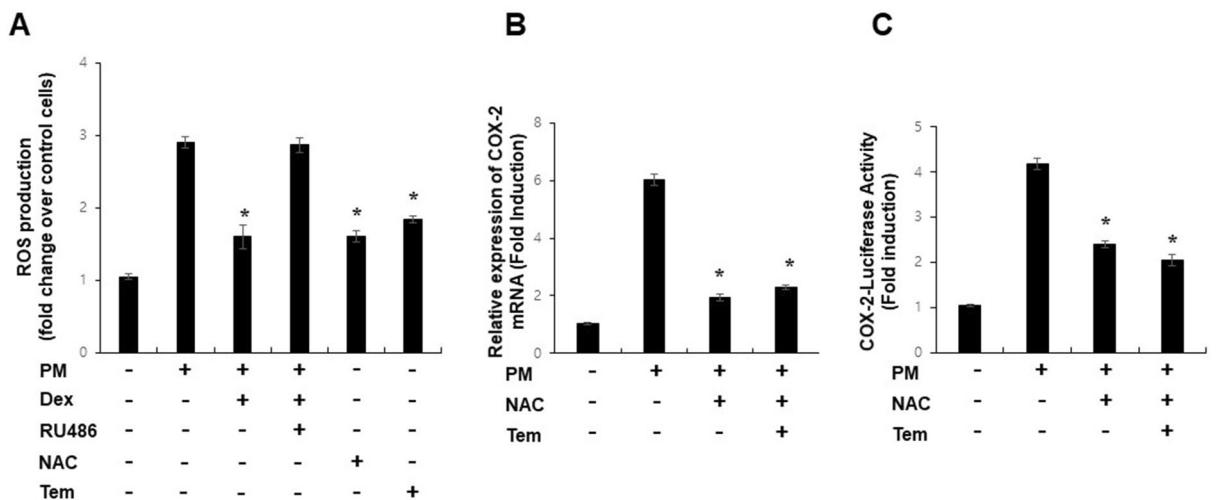 A
B
C
ROS production
(fold change over control cells)
4
3
2
1
0
*
*
*
PM - + + + - -
Dex - - + + - -
RU486 - - - + - -
NAC - - - - + -
Tem - - - - - +
Relative expression of COX-2
mRNA (Fold Induction)
8
6
4
2
0
*
*
PM - + + +
NAC - - + +
Tem - - - +
COX-2-Luciferase Activity
(Fold induction)
5
4
3
2
1
0
*
*
PM - + + +
NAC - - + +
Tem - - - +